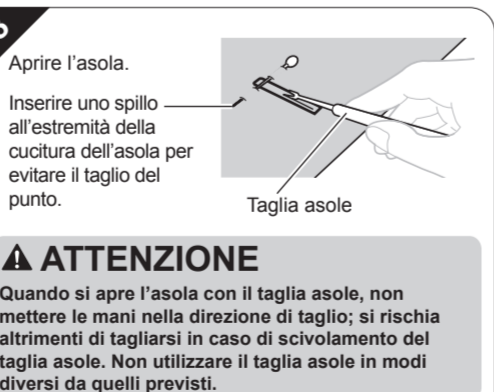 Aprire l'asola.
Inserire uno spillo
all'estremità della
cucitura dell'asola per
evitare il taglio del
punto.
Taglia asole
ATTENZIONE
Quando si apre l'asola con il taglia asole, non
mettere le mani nella direzione di taglio; si rischia
altrimenti di tagliarsi in caso di scivolamento del
taglia asole. Non utilizzare il taglia asole in modi
diversi da quelli previsti.